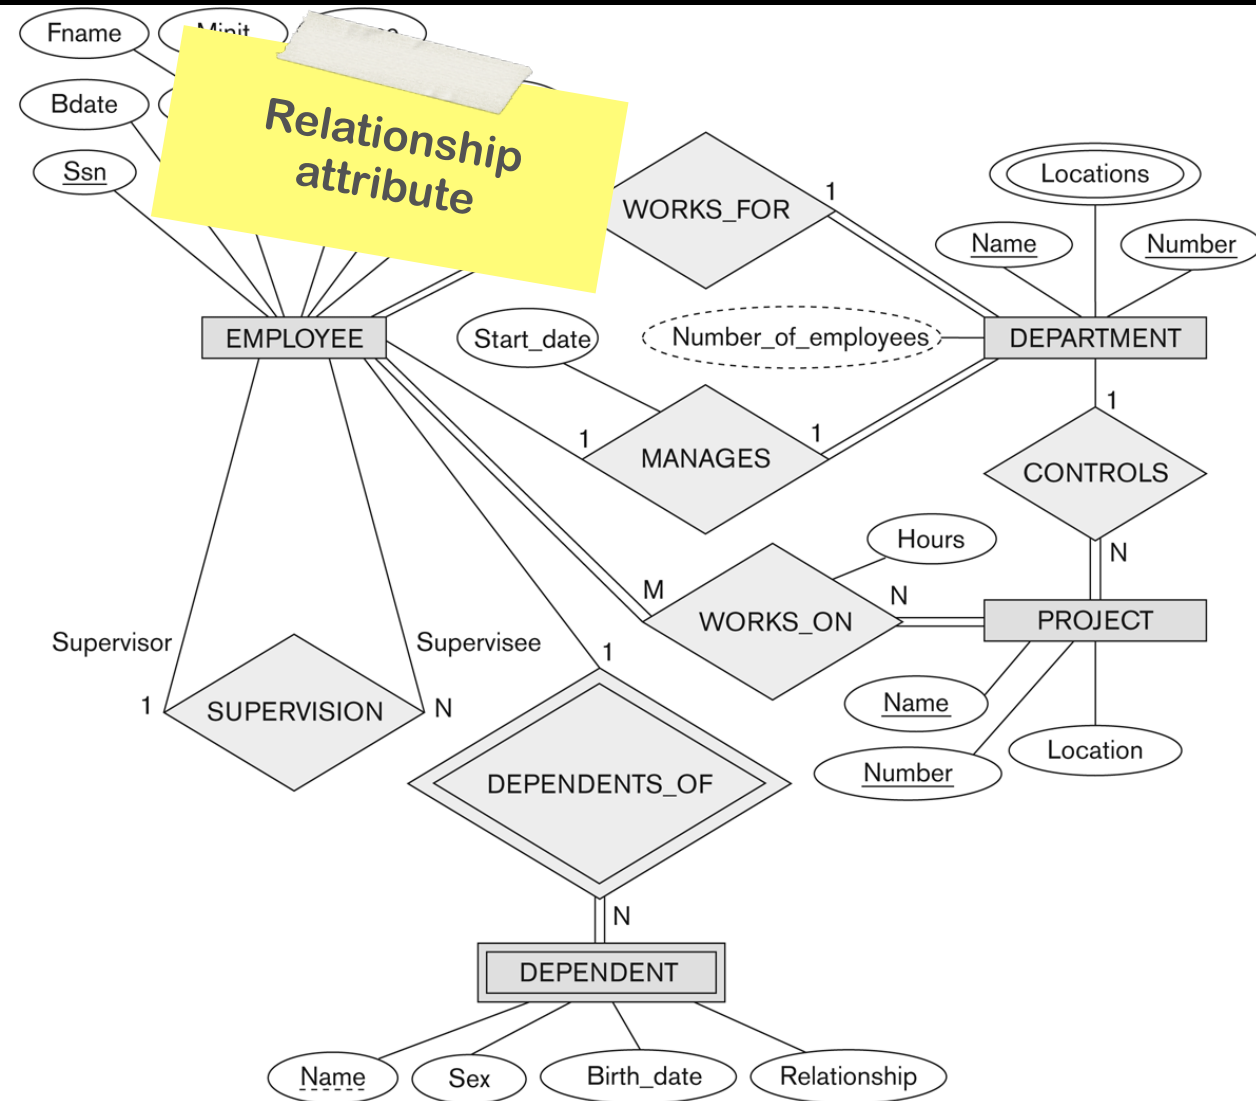 Fname
Minit
Bdate
Ssn
Relationship
attribute
WORKS_FOR
1
Locations
Name
Number
EMPLOYEE
Start_date
Number_of_employees
DEPARTMENT
1
1
MANAGES
1
CONTROLS
N
Hours
M
WORKS_ON
N
PROJECT
Supervisor
Supervisee
1
1
SUPERVISION
N
Name
Number
Location
DEPENDENTS_OF
N
DEPENDENT
Name
Sex
Birth_date
Relationship